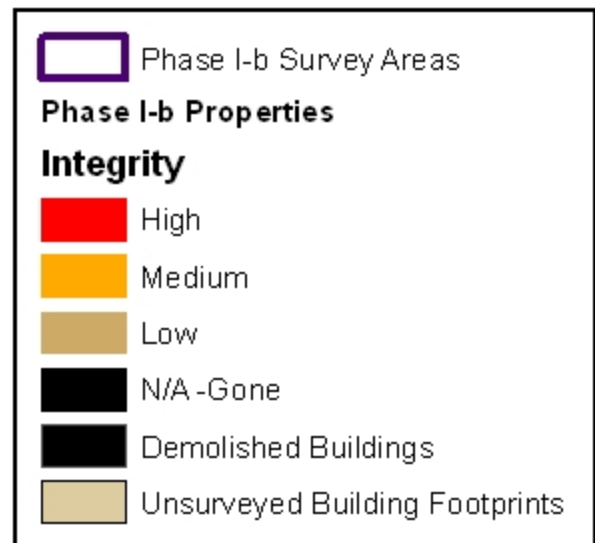 Phase I-b Survey Areas
Phase I-b Properties
Integrity
High
Medium
Low
N/A -Gone
Demolished Buildings
Unsurveyed Building Footprints